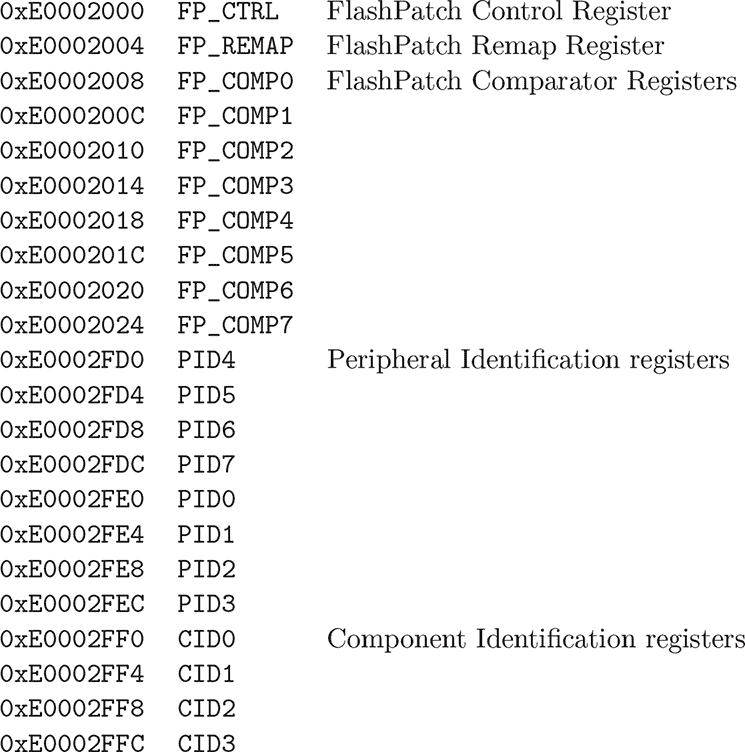 0xE0002000 FP_CTRL FlashPatch Control Register
0xE0002004 FP_REMAP FlashPatch Remap Register
0xE0002008 FP_COMP0 FlashPatch Comparator Registers
0xE000200C FP_COMP1
0xE0002010 FP_COMP2
0xE0002014 FP_COMP3
0xE0002018 FP_COMP4
0xE000201C FP_COMP5
0xE0002020 FP_COMP6
0xE0002024 FP_COMP7
0xE0002FD0 PID4 Peripheral Identification registers
0xE0002FD4 PID5
0xE0002FD8 PID6
0xE0002FDC PID7
0xE0002FE0 PID0
0xE0002FE4 PID1
0xE0002FE8 PID2
0xE0002FEC PID3
0xE0002FF0 CID0 Component Identification registers
0xE0002FF4 CID1
0xE0002FF8 CID2
0xE0002FFC CID3